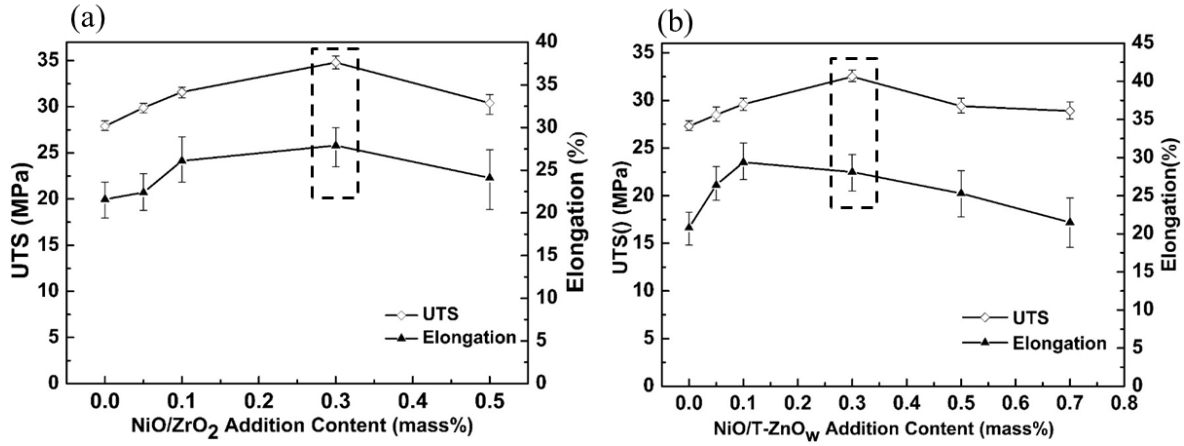 (a)
UTS (MPa)
35
30
25
20
15
10
5
0
40
35
30
25
20
15
10
5
0
Elongation (%)
UTS
Elongation
0.0 0.1 0.2 0.3 0.4 0.5
NiO/ZrO₂ Addition Content (mass%)
(b)
UTS() (MPa)
35
30
25
20
15
10
5
0
45
40
35
30
25
20
15
10
5
0
Elongation(%)
UTS
Elongation
0.0 0.1 0.2 0.3 0.4 0.5 0.6 0.7 0.8
NiO/T-ZnOw Addition Content (mass%)